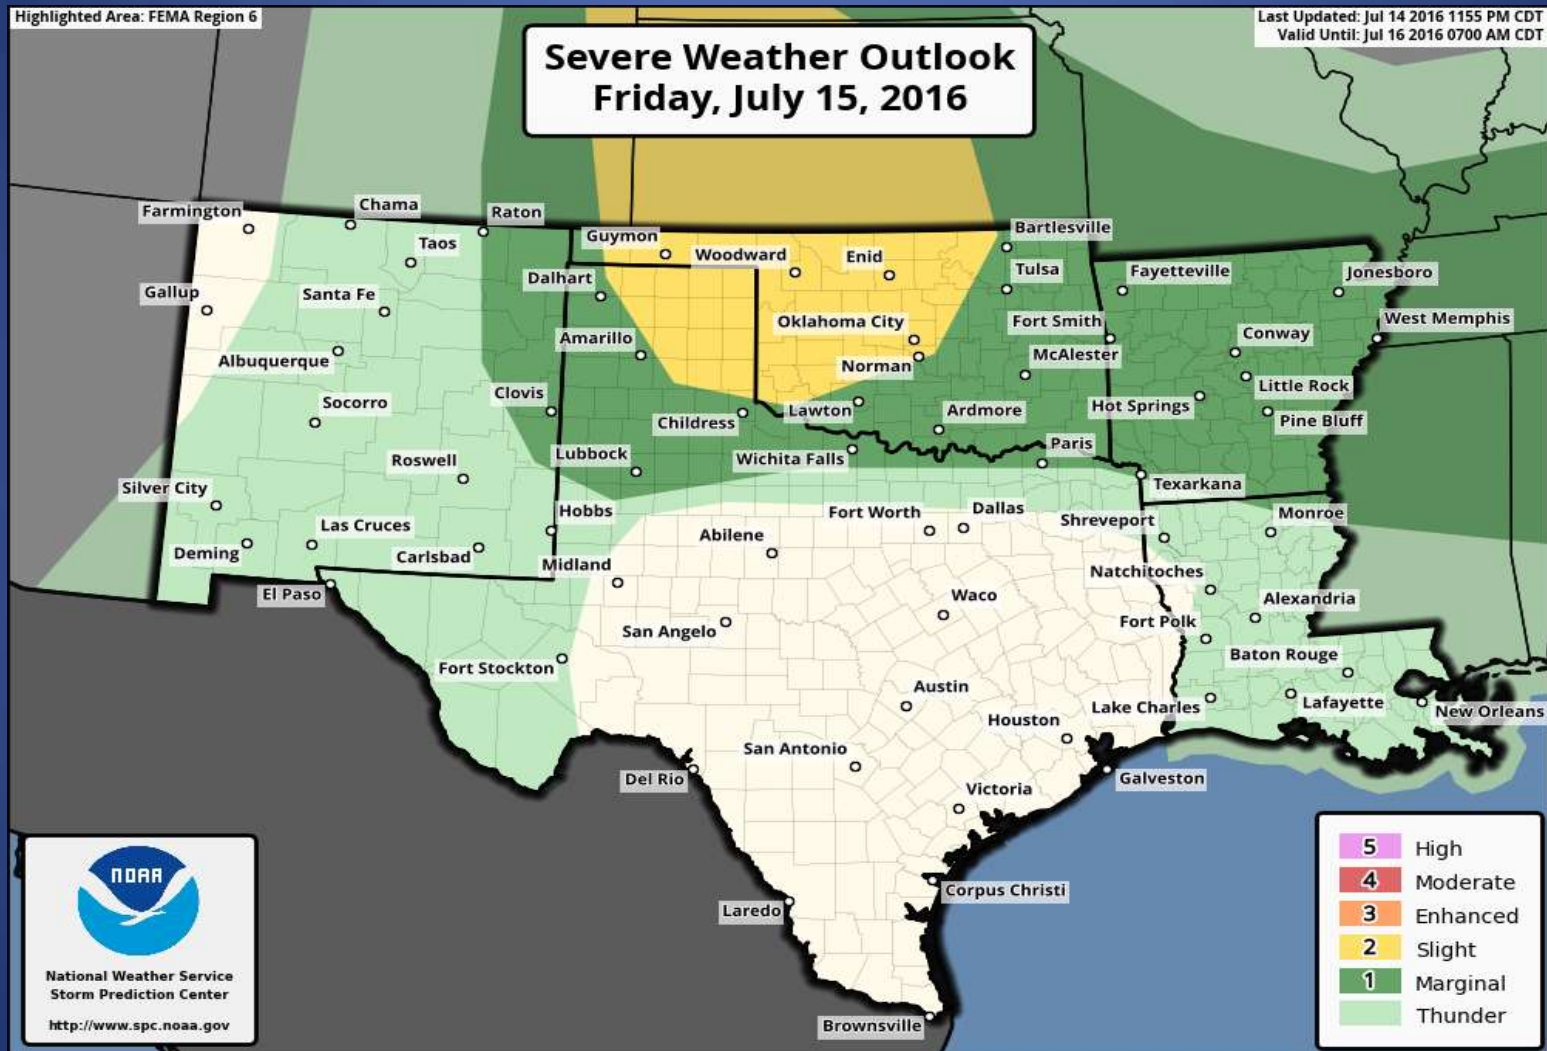 Highlighted Area: FEMA Region 6
Last Updated: Jul 14 2016 1155 PM CDT
Valid Until: Jul 16 2016 0700 AM CDT
Severe Weather Outlook
Friday, July 15, 2016
Farmington
Chama
Raton
Taos
Guymon
Woodward
Enid
Bartlesville
Tulsa
Fayetteville
Jonesboro
Gallup
Santa Fe
Dalhart
Albuquerque
Amarillo
Oklahoma City
Norman
Fort Smith
McAlester
Conway
West Memphis
Little Rock
Socorro
Clovis
Childress
Lawton
Ardmore
Hot Springs
Pine Bluff
Roswell
Lubbock
Wichita Falls
Paris
Texarkana
Silver City
Las Cruces
Hobbs
Fort Worth
Dallas
Shreveport
Monroe
Deming
Carlsbad
Abilene
Midland
El Paso
Natchitoches
Waco
Alexandria
San Angelo
Fort Polk
Fort Stockton
Baton Rouge
Austin
Lake Charles
Lafayette
New Orleans
Houston
San Antonio
Del Rio
Galveston
Victoria
Corpus Christi
Laredo
Brownsville
NOAA
National Weather Service
Storm Prediction Center
http://www.spc.noaa.gov
5 High
4 Moderate
3 Enhanced
2 Slight
1 Marginal
Thunder